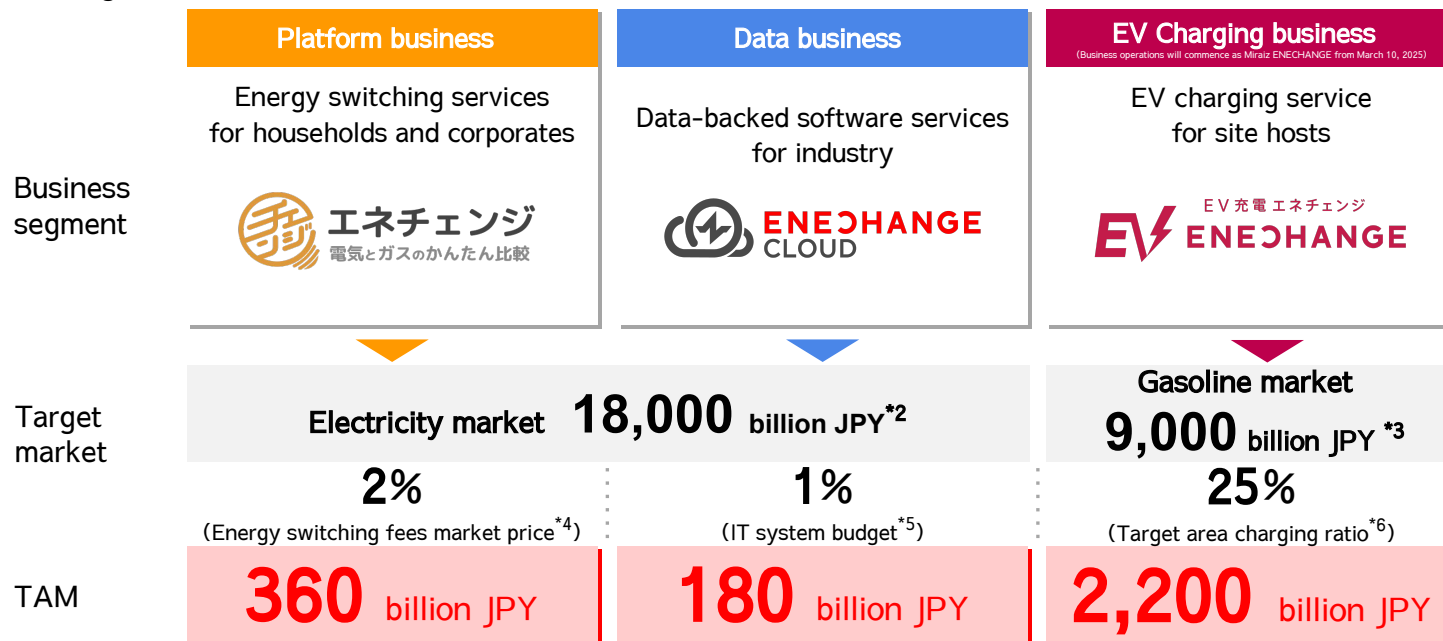 Platform business
Data business
EV Charging business
(Business operations will commence as Miraiz ENECHANGE from March 10, 2025)
Business
segment
Energy switching services
for households and corporates
チェンジ
エネチェンジ
電気とガスのかんたん比較
Data-backed software services
for industry
ENECHANGE
CLOUD
EV charging service
for site hosts
EV
EV充電 エネチェンジ
ENECHANGE
Target
market
Electricity market 18,000 billion JPY*2
Gasoline market
9,000 billion JPY *3
2%
(Energy switching fees market price*4)
1%
(IT system budget*5)
25%
(Target area charging ratio*6)
TAM
360 billion JPY
180 billion JPY
2,200 billion JPY